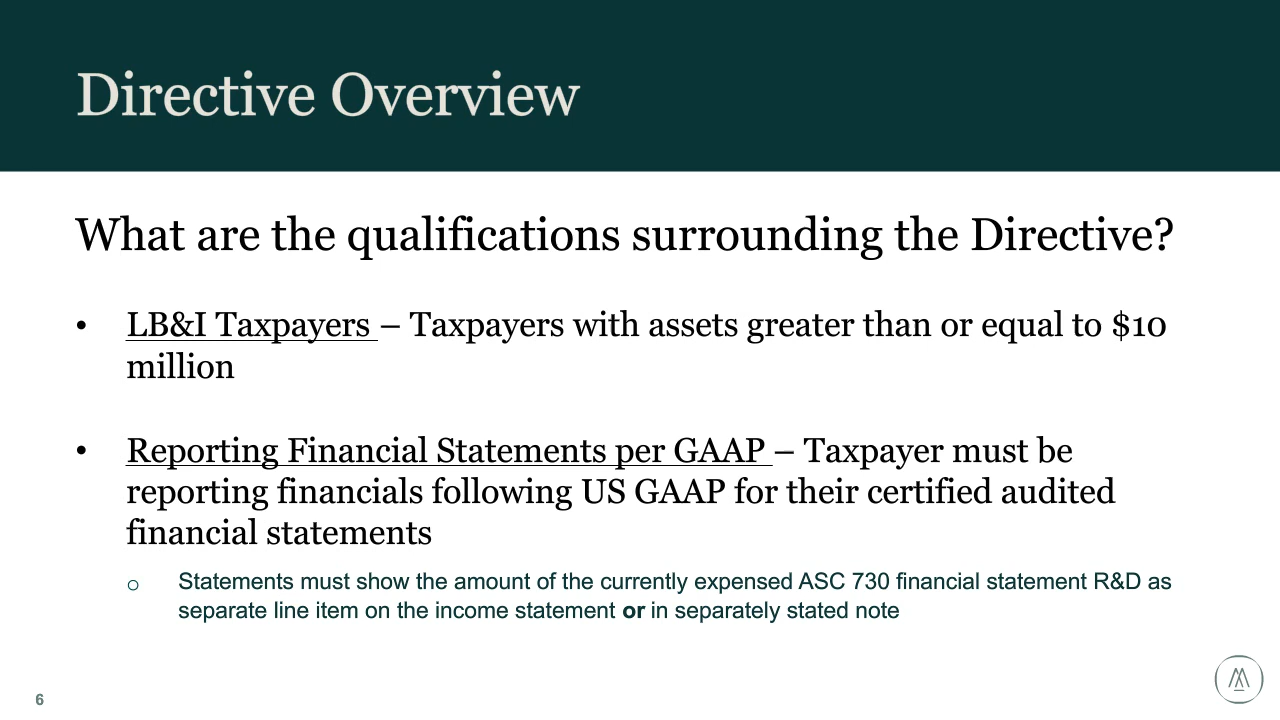 Directive Overview
What are the qualifications surrounding the Directive?
• LB&I Taxpayers – Taxpayers with assets greater than or equal to $10
million
• Reporting Financial Statements per GAAP – Taxpayer must be
reporting financials following US GAAP for their certified audited
financial statements
o Statements must show the amount of the currently expensed ASC 730 financial statement R&D as
separate line item on the income statement or in separately stated note
6